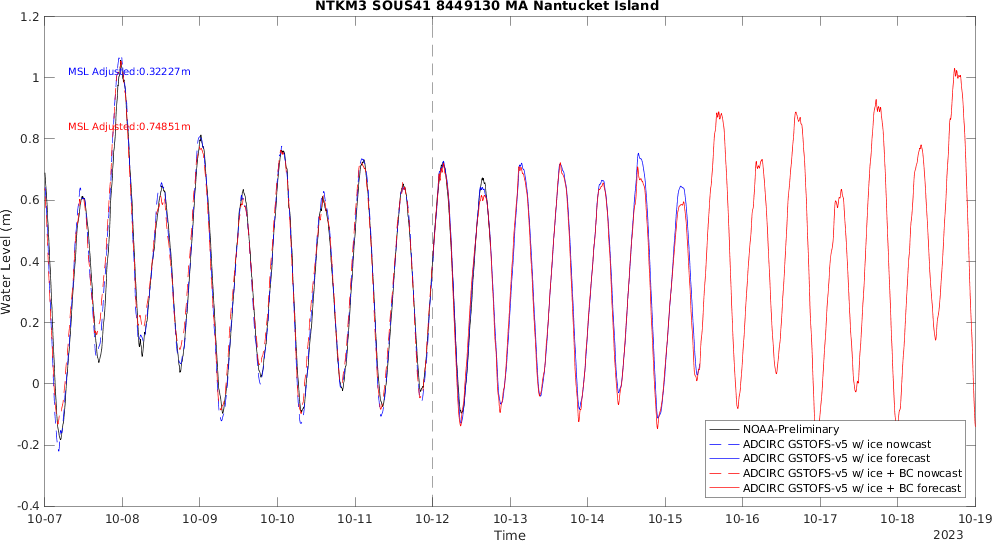 NTKM3 SOUS41 8449130 MA Nantucket Island
1.2
1
0.8
0.6
0.4
0.2
0
-0.2
-0.4
Water Level (m)
MSL Adjusted:0.32227m
MSL Adjusted:0.74851m
NOAA-Preliminary
ADCIRC GSTOFS-v5 w/ ice nowcast
ADCIRC GSTOFS-v5 w/ ice forecast
ADCIRC GSTOFS-v5 w/ ice + BC nowcast
ADCIRC GSTOFS-v5 w/ ice + BC forecast
10-07 10-08 10-09 10-10 10-11 10-12 10-13 10-14 10-15 10-16 10-17 10-18 10-19
Time
2023